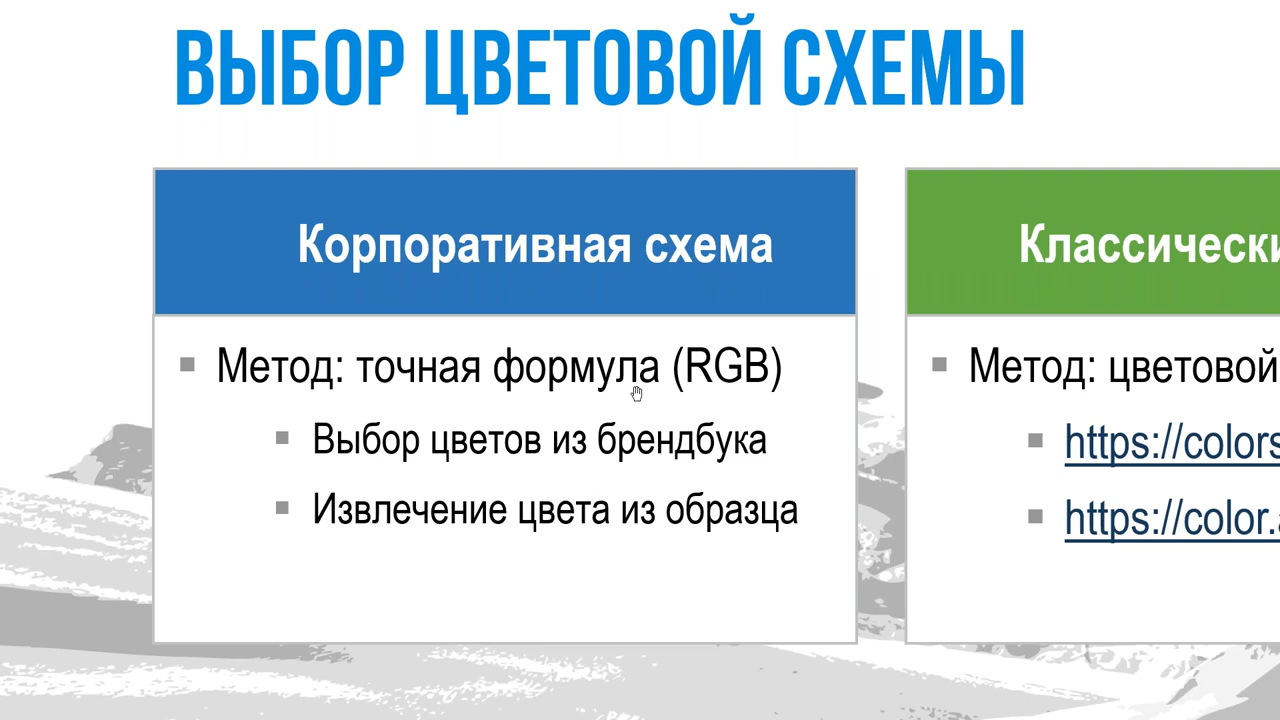 ВЫБОР ЦВЕТОВОЙ СХЕМЫ
Корпоративная схема
Метод: точная формула (RGB)
Выбор цветов из брендбука
Извлечение цвета из образца
Классически
Метод: цветовой
https://colors
https://color.a